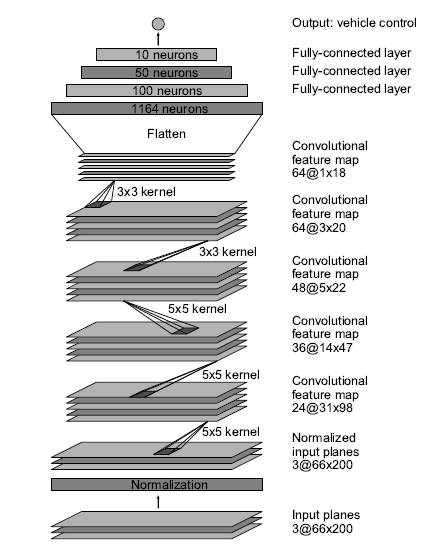 Output: vehicle control
10 neurons
Fully-connected layer
50 neurons
Fully-connected layer
100 neurons
Fully-connected layer
1164 neurons
Flatten
Convolutional
feature map
64@1x18
3x3 kernel
Convolutional
feature map
64@3x20
3x3 kernel
Convolutional
feature map
48@5x22
5x5 kernel
Convolutional
feature map
36@14x47
5x5 kernel
Convolutional
feature map
24@31x98
5x5 kernel
Normalized
input planes
3@66x200
Normalization
Input planes
3@66x200